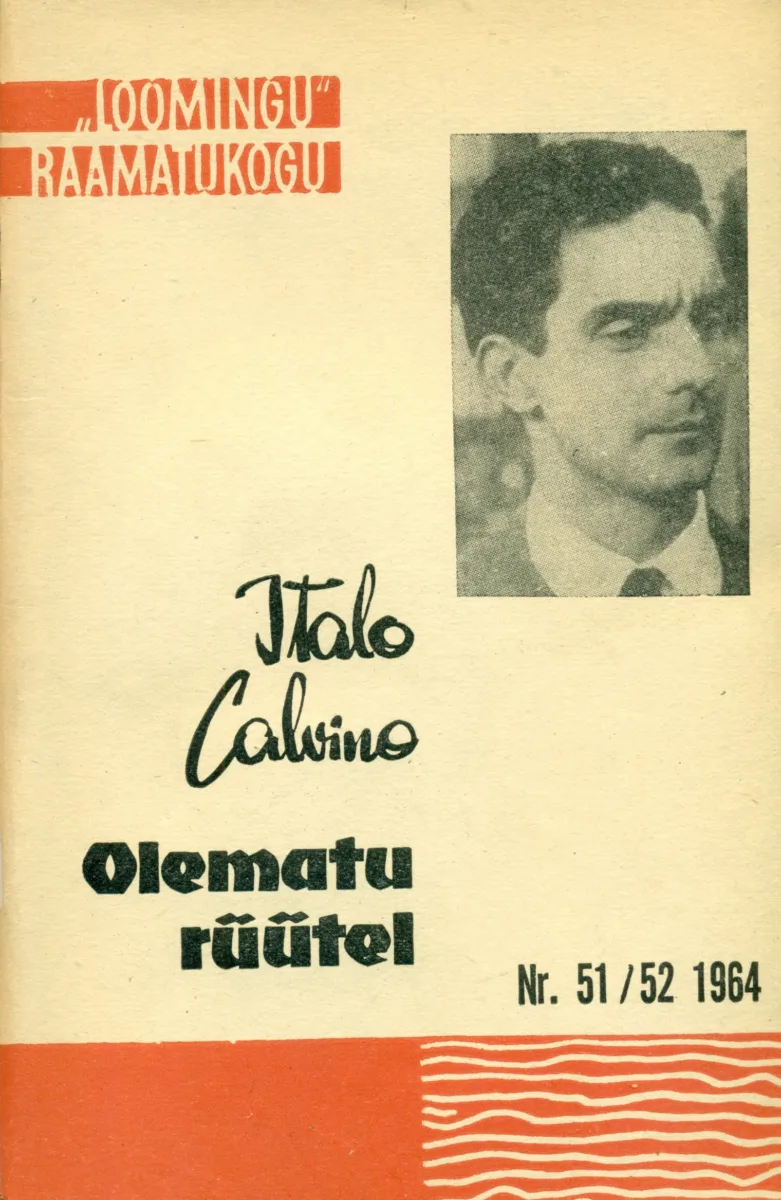 „LOOMINGU“
RAAMATUKOGU
Italo
Calvino
Olematu
rüütel
Nr. 51/52 1964